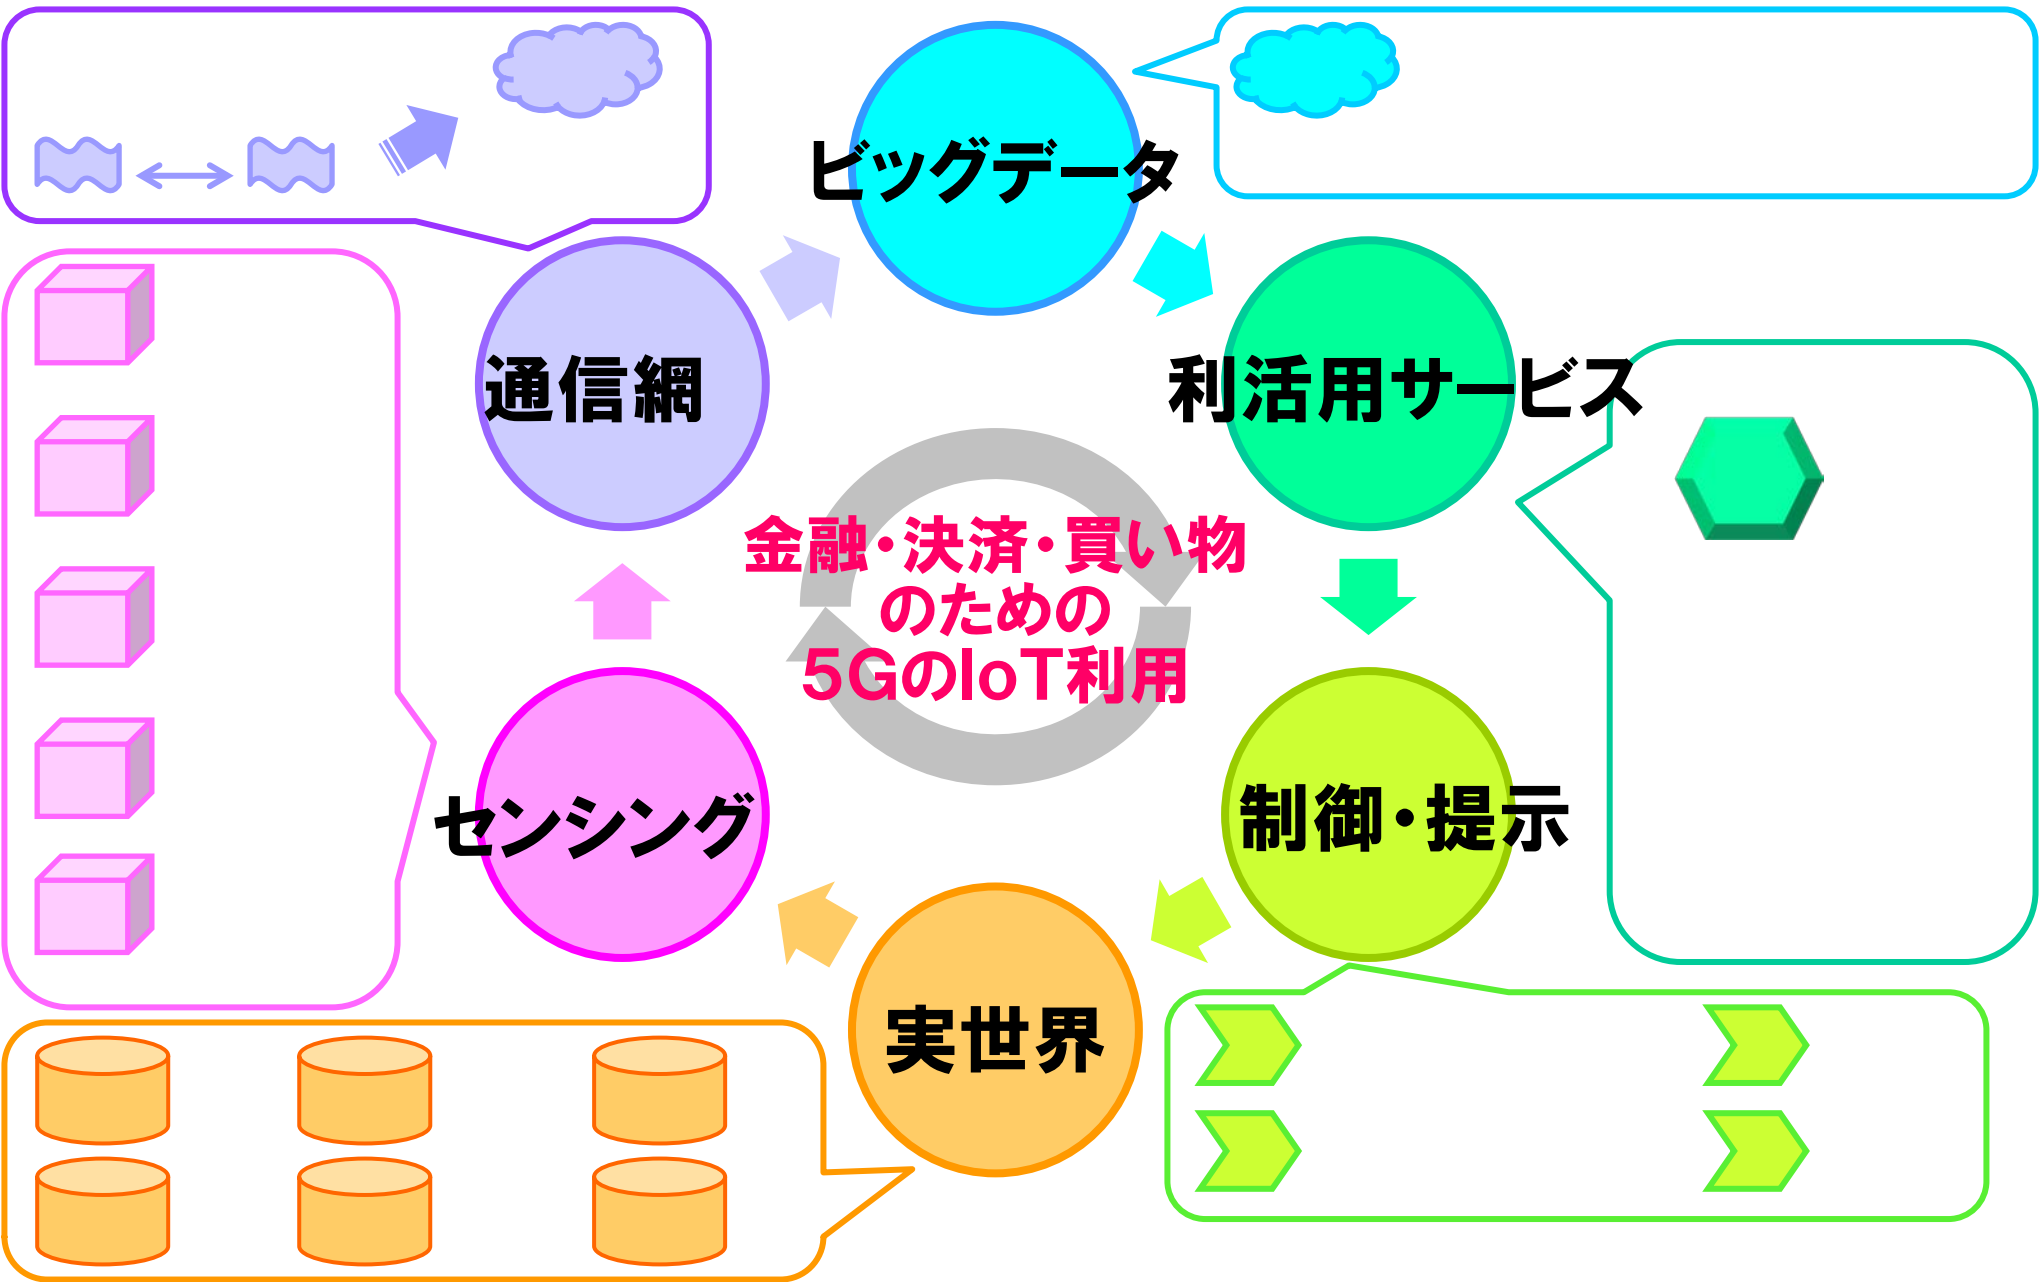 ビッグデータ
通信網
利活用サービス
金融・決済・買い物
のための
5GのIoT利用
センシング
制御・提示
実世界